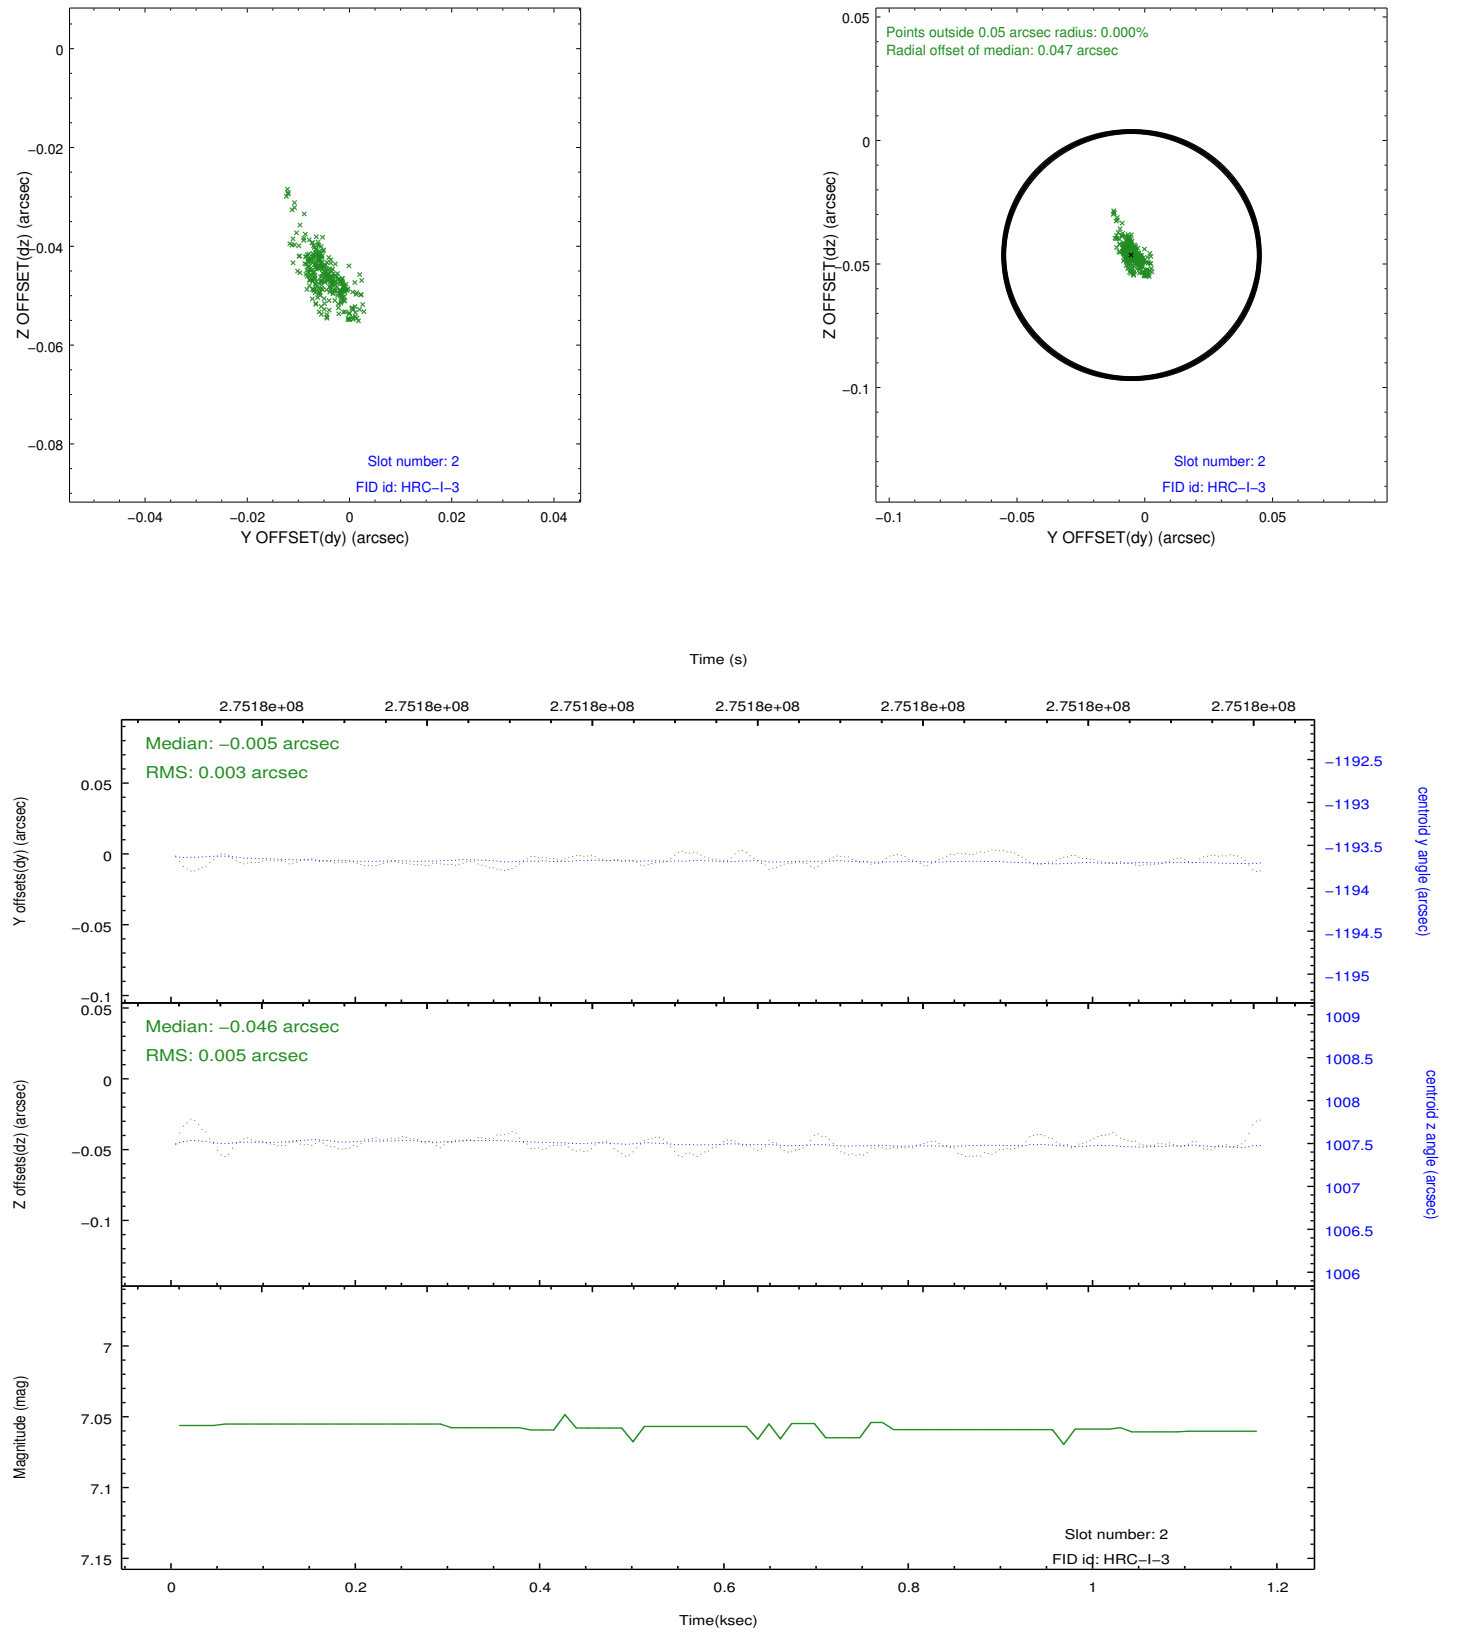 0
−0.02
−0.04
−0.06
−0.08
Z OFFSET(dz) (arcsec)
Slot number: 2
FID id: HRC−I−3
−0.04
−0.02
0
0.02
0.04
Y OFFSET(dy) (arcsec)
0.05
0
−0.05
−0.1
Z OFFSET(dz) (arcsec)
Points outside 0.05 arcsec radius: 0.000%
Radial offset of median: 0.047 arcsec
Slot number: 2
FID id: HRC−I−3
−0.1
−0.05
0
0.05
Y OFFSET(dy) (arcsec)
Time (s)
2.7518e+08
2.7518e+08
2.7518e+08
2.7518e+08
2.7518e+08
2.7518e+08
2.7518e+08
Median: −0.005 arcsec
RMS: 0.003 arcsec
0.05
0
−0.05
−0.1
Y offsets(dy) (arcsec)
−1192.5
−1193
−1193.5
−1194
−1194.5
−1195
centroid y angle (arcsec)
Median: −0.046 arcsec
RMS: 0.005 arcsec
0.05
0
−0.05
−0.1
Z offsets(dz) (arcsec)
1009
1008.5
1008
1007.5
1007
1006.5
1006
centroid z angle (arcsec)
7
7.05
7.1
7.15
Magnitude (mag)
Slot number: 2
FID id: HRC−I−3
0
0.2
0.4
0.6
0.8
1
1.2
Time(ksec)